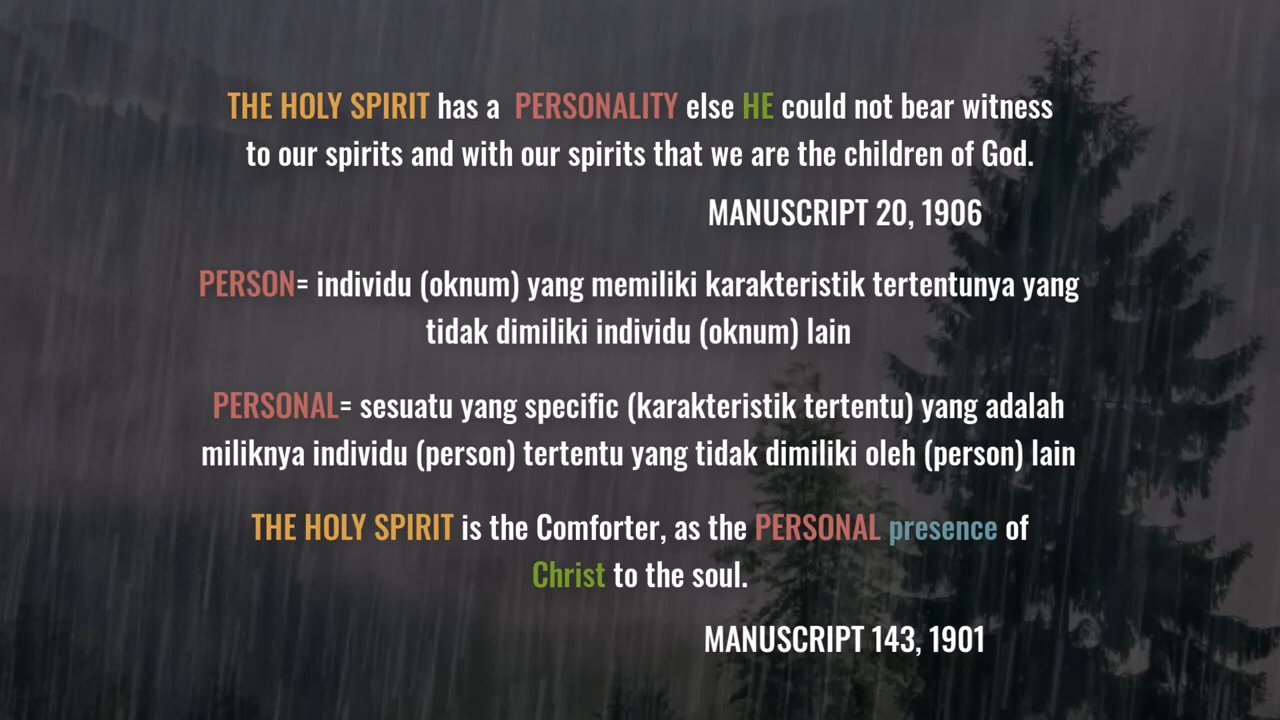 THE HOLY SPIRIT has a PERSONALITY else HE could not bear witness
to our spirits and with our spirits that we are the children of God.
MANUSCRIPT 20, 1906
PERSON= individu (oknum) yang memiliki karakteristik tertentunya yang
tidak dimiliki individu (oknum) lain
PERSONAL= sesuatu yang specific (karakteristik tertentu) yang adalah
miliknya individu (person) tertentu yang tidak dimiliki oleh (person) lain
THE HOLY SPIRIT is the Comforter, as the PERSONAL presence of
Christ to the soul.
MANUSCRIPT 143, 1901